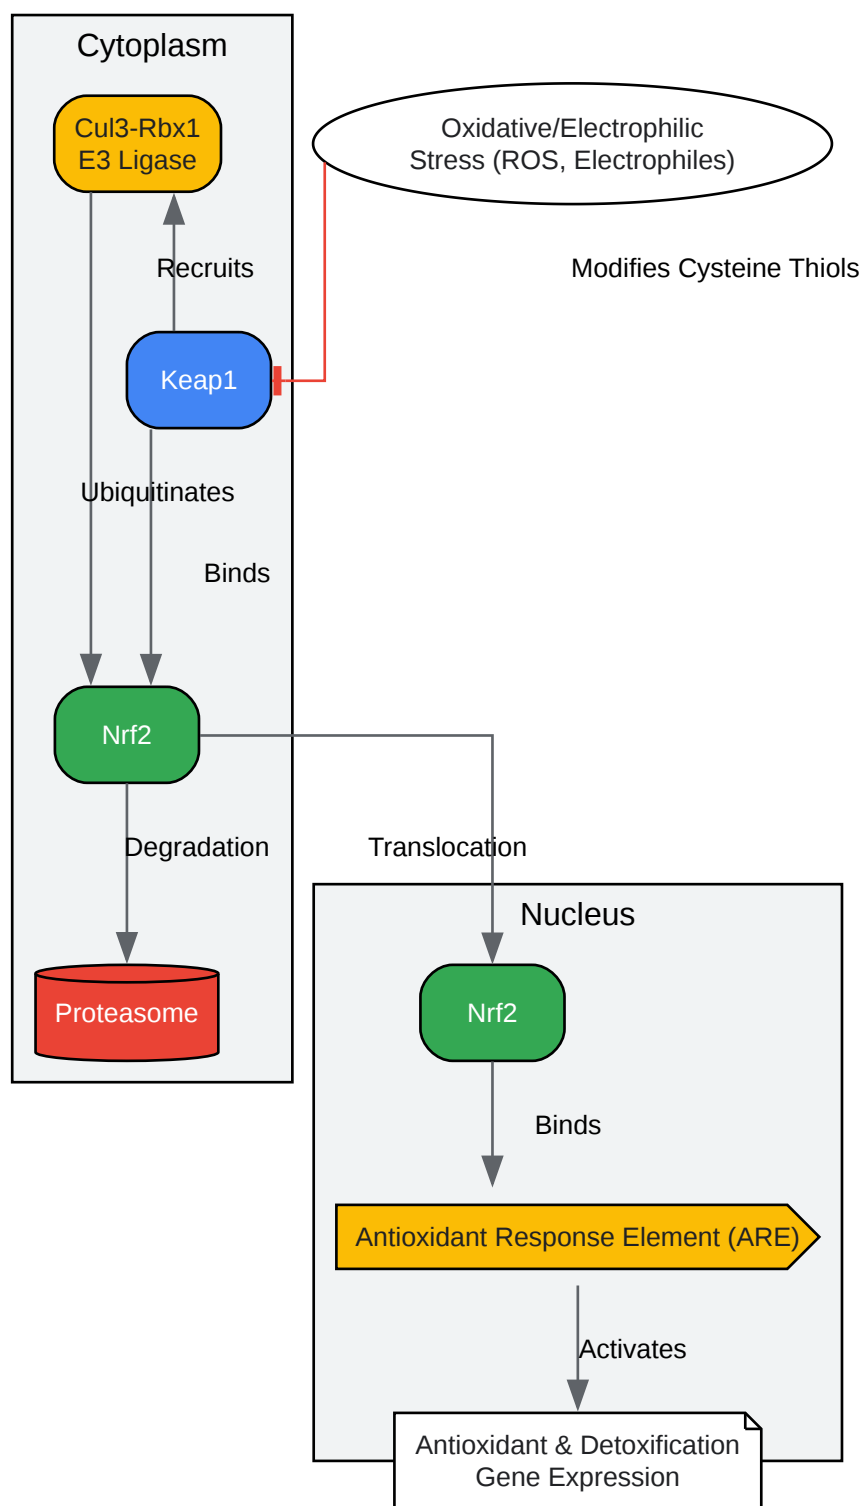 Cytoplasm
Cul3-Rbx1
E3 Ligase
Oxidative/Electrophilic
Stress (ROS, Electrophiles)
Recruits
Modifies Cysteine Thiols
Keap1
Ubiquitinates
Binds
Nrf2
Degradation
Translocation
Nucleus
Proteasome
Nrf2
Binds
Antioxidant Response Element (ARE)
Activates
Antioxidant & Detoxification
Gene Expression